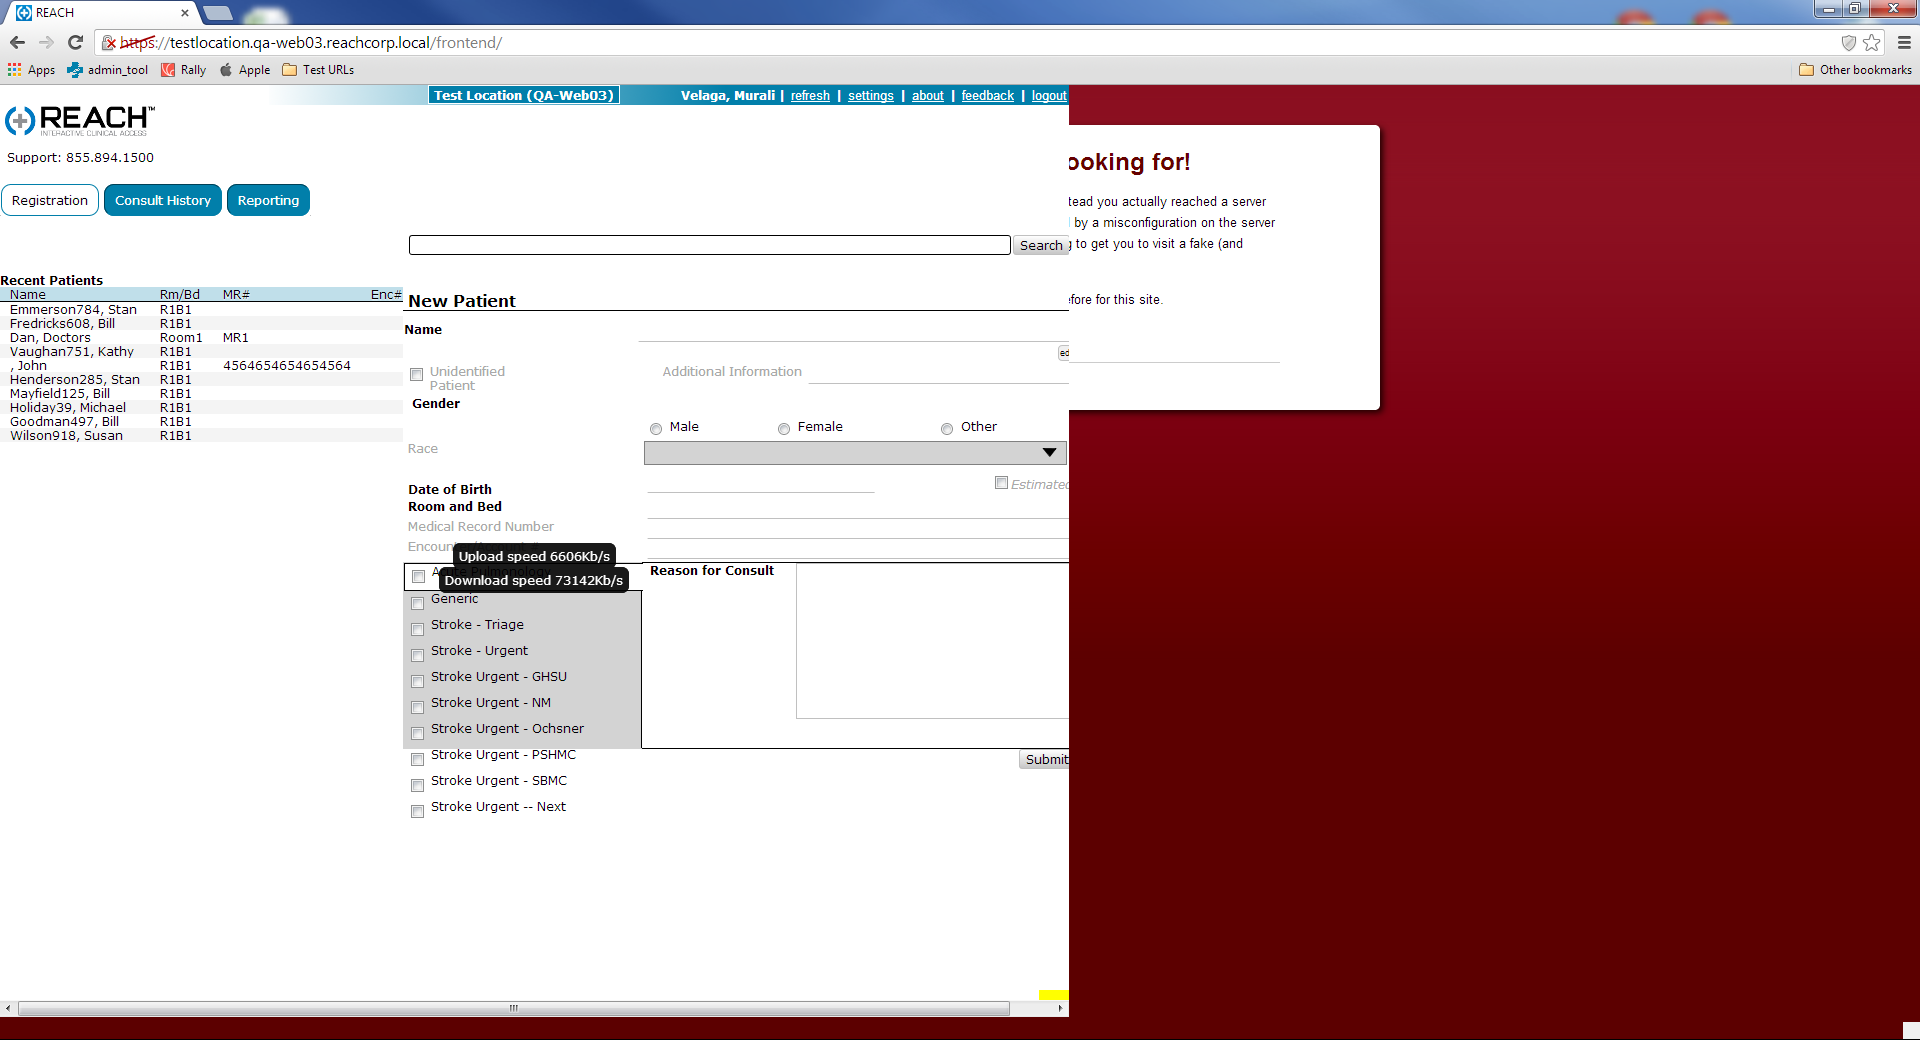 REACH
https://testlocation.qa-web03.reachcorp.local/frontend/
Apps admin_tool Rally Apple Test URLs Other bookmarks
Test Location (QA-Web03) Velaga, Murali | refresh | settings | about | feedback | logout
REACH™
INTERACTIVE CLINICAL ACCESS
Support: 855.894.1500
ooking for!
Registration Consult History Reporting
tead you actually reached a server
by a misconfiguration on the server
to get you to visit a fake (and
Search
efore for this site.
Recent Patients
Name Rm/Bd MR# Enc#
Emmerson784, Stan R1B1
Fredricks608, Bill R1B1
Dan, Doctors Room1 MR1
Vaughan751, Kathy R1B1
, John R1B1 4564654654654564
Henderson285, Stan R1B1
Mayfield125, Bill R1B1
Holiday39, Michael R1B1
Goodman497, Bill R1B1
Wilson918, Susan R1B1
New Patient
Name
ed
Unidentified Patient Additional Information
Gender
Male Female Other
Race
Date of Birth Estimated
Room and Bed
Medical Record Number
Upload speed 6606Kb/s
Download speed 73142Kb/s
Reason for Consult
Acute Pulmonology
Generic
Stroke - Triage
Stroke - Urgent
Stroke Urgent - GHSU
Stroke Urgent - NM
Stroke Urgent - Ochsner
Stroke Urgent - PSHMC
Stroke Urgent - SBMC
Stroke Urgent -- Next
Submit